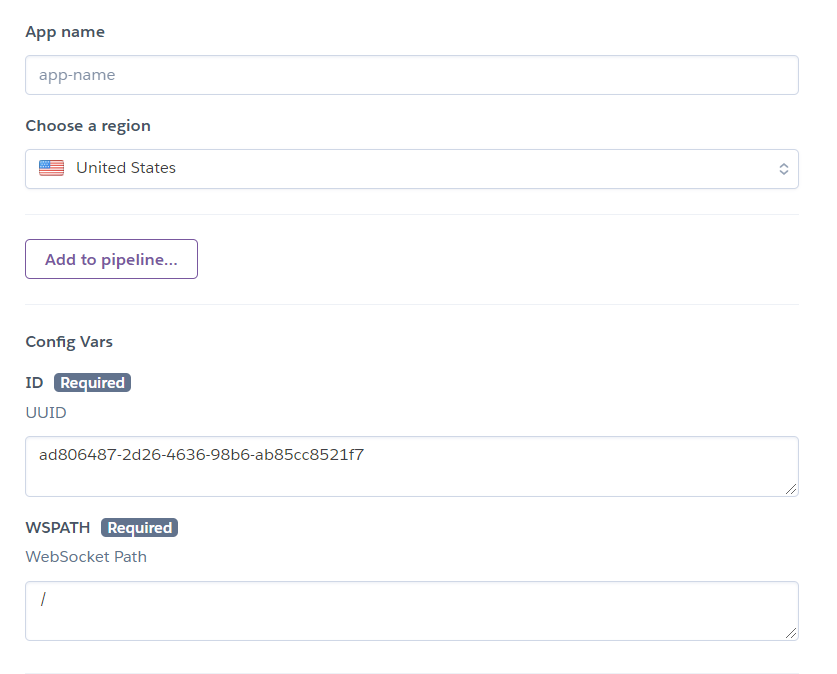 App name
app-name
Choose a region
United States
Add to pipeline...
Config Vars
ID Required
UUID
ad806487-2d26-4636-98b6-ab85cc8521f7
WSPATH Required
WebSocket Path
/